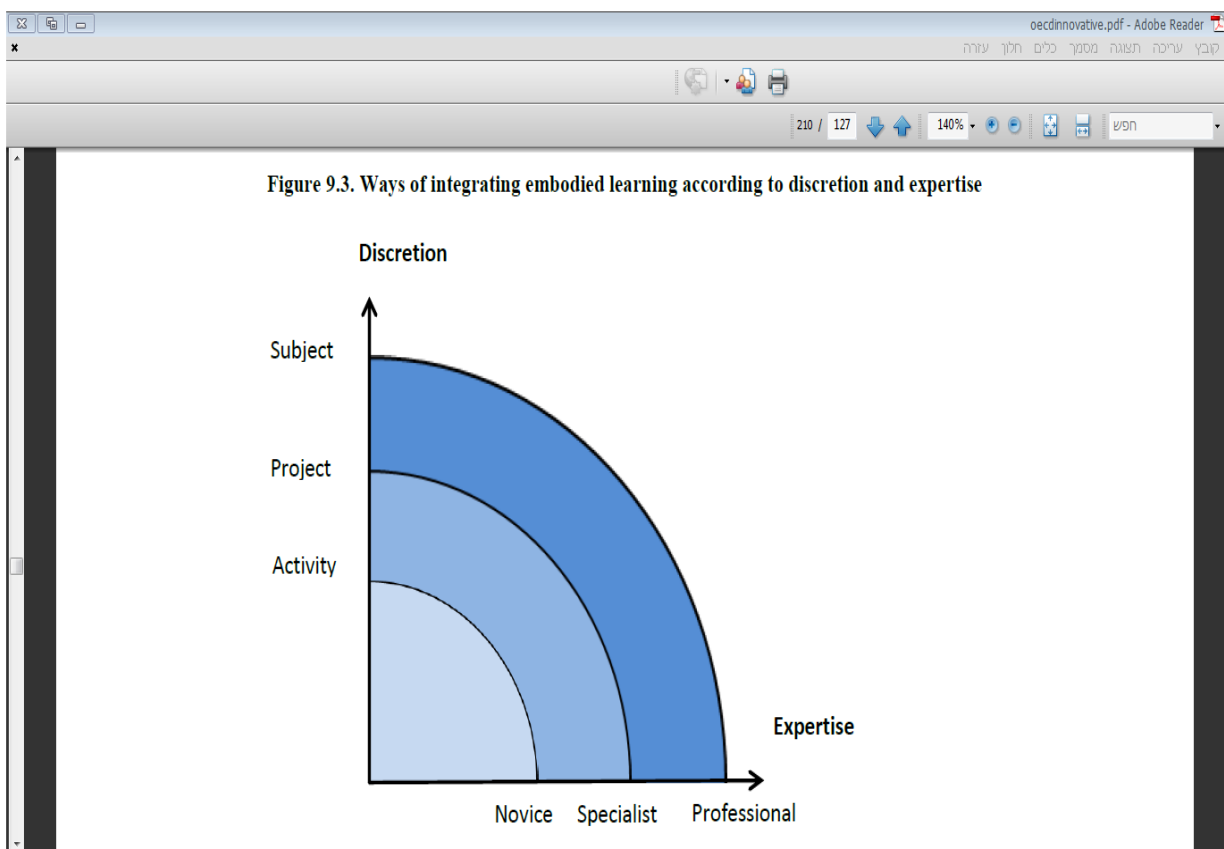 oecdinnovative.pdf - Adobe Reader
קובץ עריכה תצוגה מסמך כלים חלון עזרה
210 / 127
140%
חפש
Figure 9.3. Ways of integrating embodied learning according to discretion and expertise
Discretion
Subject
Project
Activity
Expertise
Novice Specialist Professional